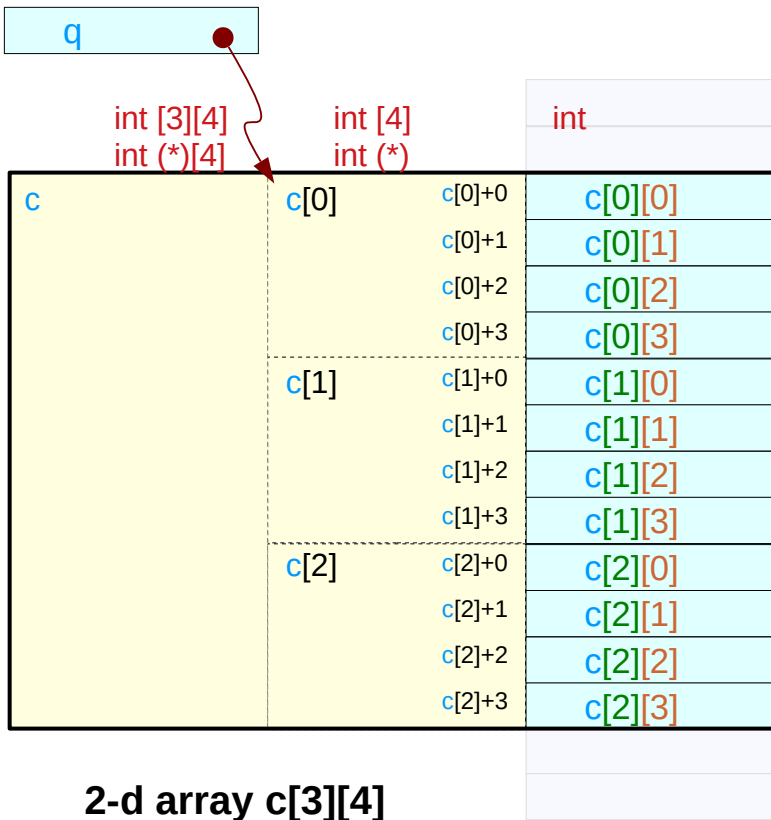 q
int [3][4] int [4] int
int (*)[4] int (*)
c c[0] c[0]+0 c[0][0]
c[0]+1 c[0][1]
c[0]+2 c[0][2]
c[0]+3 c[0][3]
c[1] c[1]+0 c[1][0]
c[1]+1 c[1][1]
c[1]+2 c[1][2]
c[1]+3 c[1][3]
c[2] c[2]+0 c[2][0]
c[2]+1 c[2][1]
c[2]+2 c[2][2]
c[2]+3 c[2][3]
2-d array c[3][4]